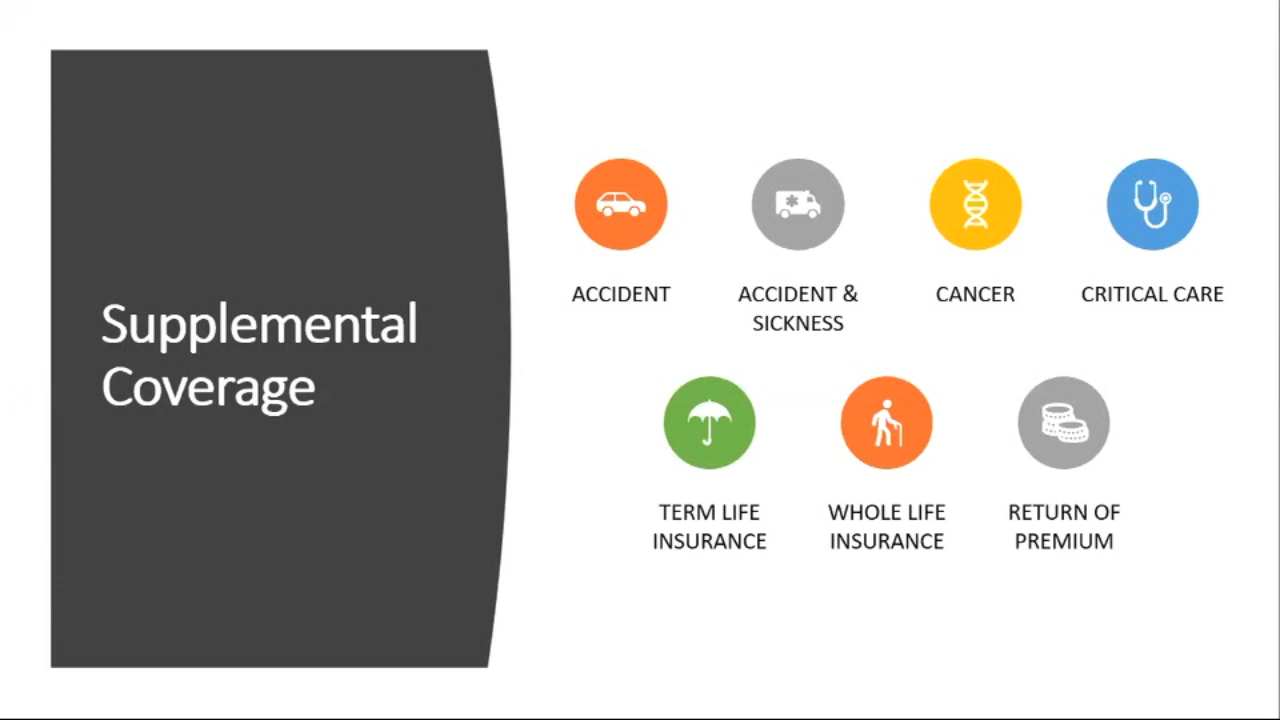 Supplemental
Coverage
ACCIDENT
ACCIDENT &
SICKNESS
CANCER
CRITICAL CARE
TERM LIFE
INSURANCE
WHOLE LIFE
INSURANCE
RETURN OF
PREMIUM